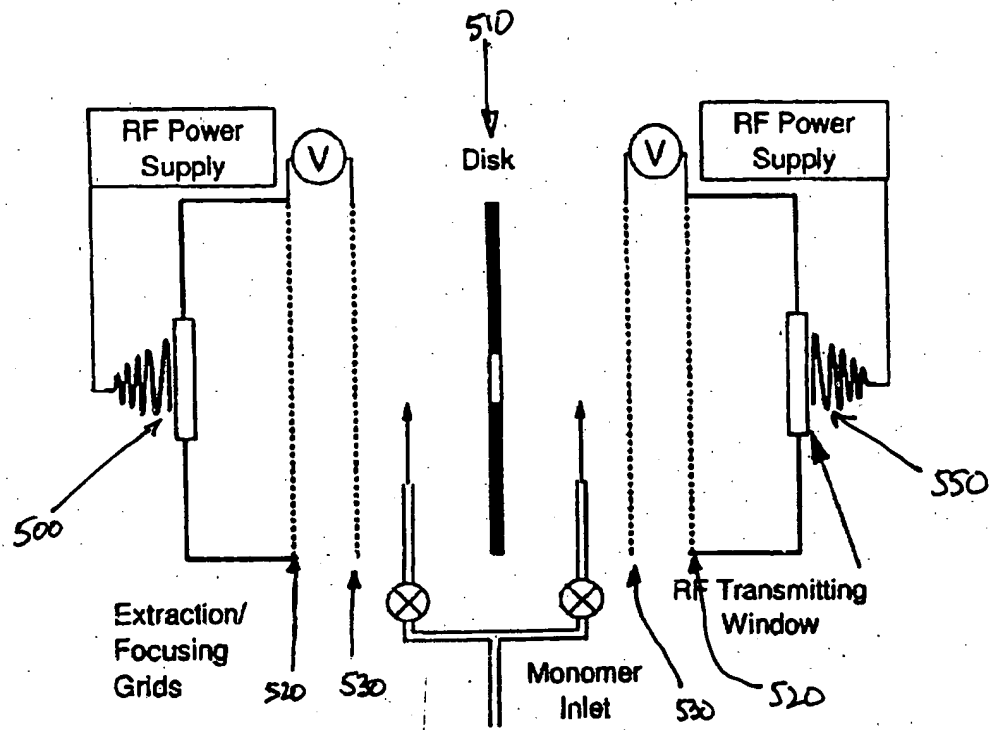 510
RF Power
Supply
V
Disk
V
RF Power
Supply
500
550
Extraction/
Focusing
Grids
520
530
Monomer
Inlet
RF Transmitting
Window
530
520